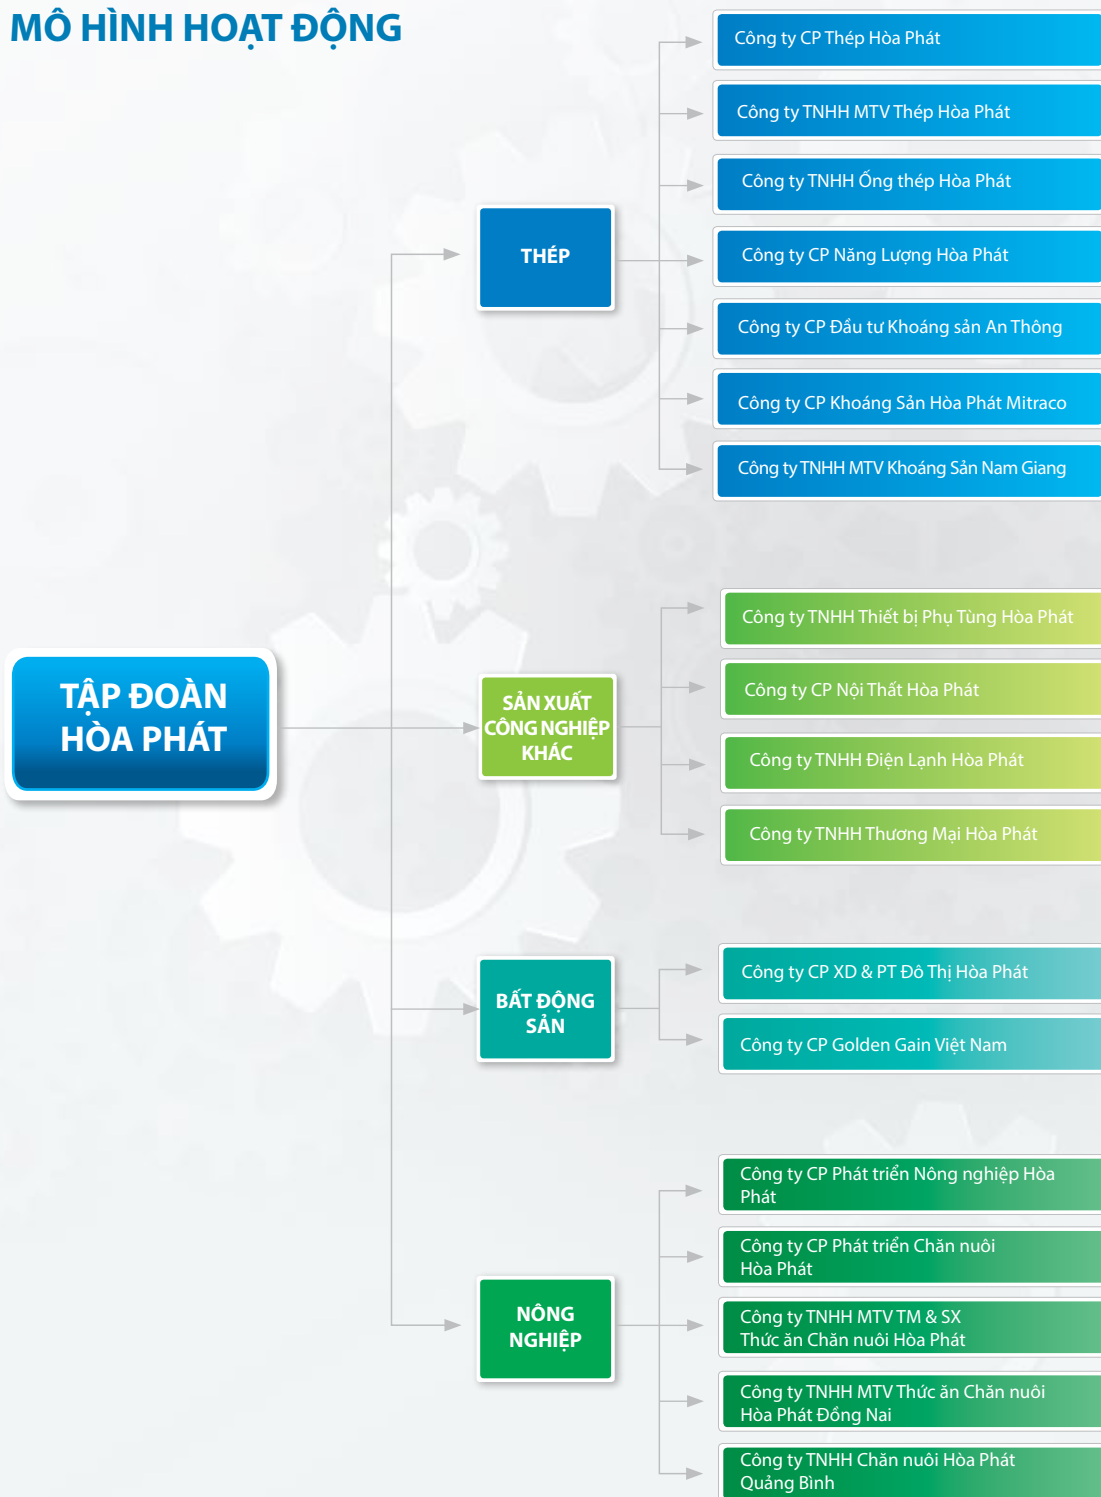 MÔ HÌNH HOẠT ĐỘNG
Công ty CP Thép Hòa Phát
Công ty TNHH MTV Thép Hòa Phát
Công ty TNHH Ống thép Hòa Phát
THÉP
Công ty CP Năng Lượng Hòa Phát
Công ty CP Đầu tư Khoáng sản An Thông
Công ty CP Khoáng Sản Hòa Phát Mitraco
Công ty TNHH MTV Khoáng Sản Nam Giang
TẬP ĐOÀN
HÒA PHÁT
SẢN XUẤT
CÔNG NGHIỆP
KHÁC
Công ty TNHH Thiết bị Phụ Tùng Hòa Phát
Công ty CP Nội Thất Hòa Phát
Công ty TNHH Điện Lạnh Hòa Phát
Công ty TNHH Thương Mại Hòa Phát
BẤT ĐỘNG
SẢN
Công ty CP XD & PT Đô Thị Hòa Phát
Công ty CP Golden Gain Việt Nam
NÔNG
NGHIỆP
Công ty CP Phát triển Nông nghiệp Hòa
Phát
Công ty CP Phát triển Chăn nuôi
Hòa Phát
Công ty TNHH MTV TM & SX
Thức ăn Chăn nuôi Hòa Phát
Công ty TNHH MTV Thức ăn Chăn nuôi
Hòa Phát Đồng Nai
Công ty TNHH Chăn nuôi Hòa Phát
Quảng Bình